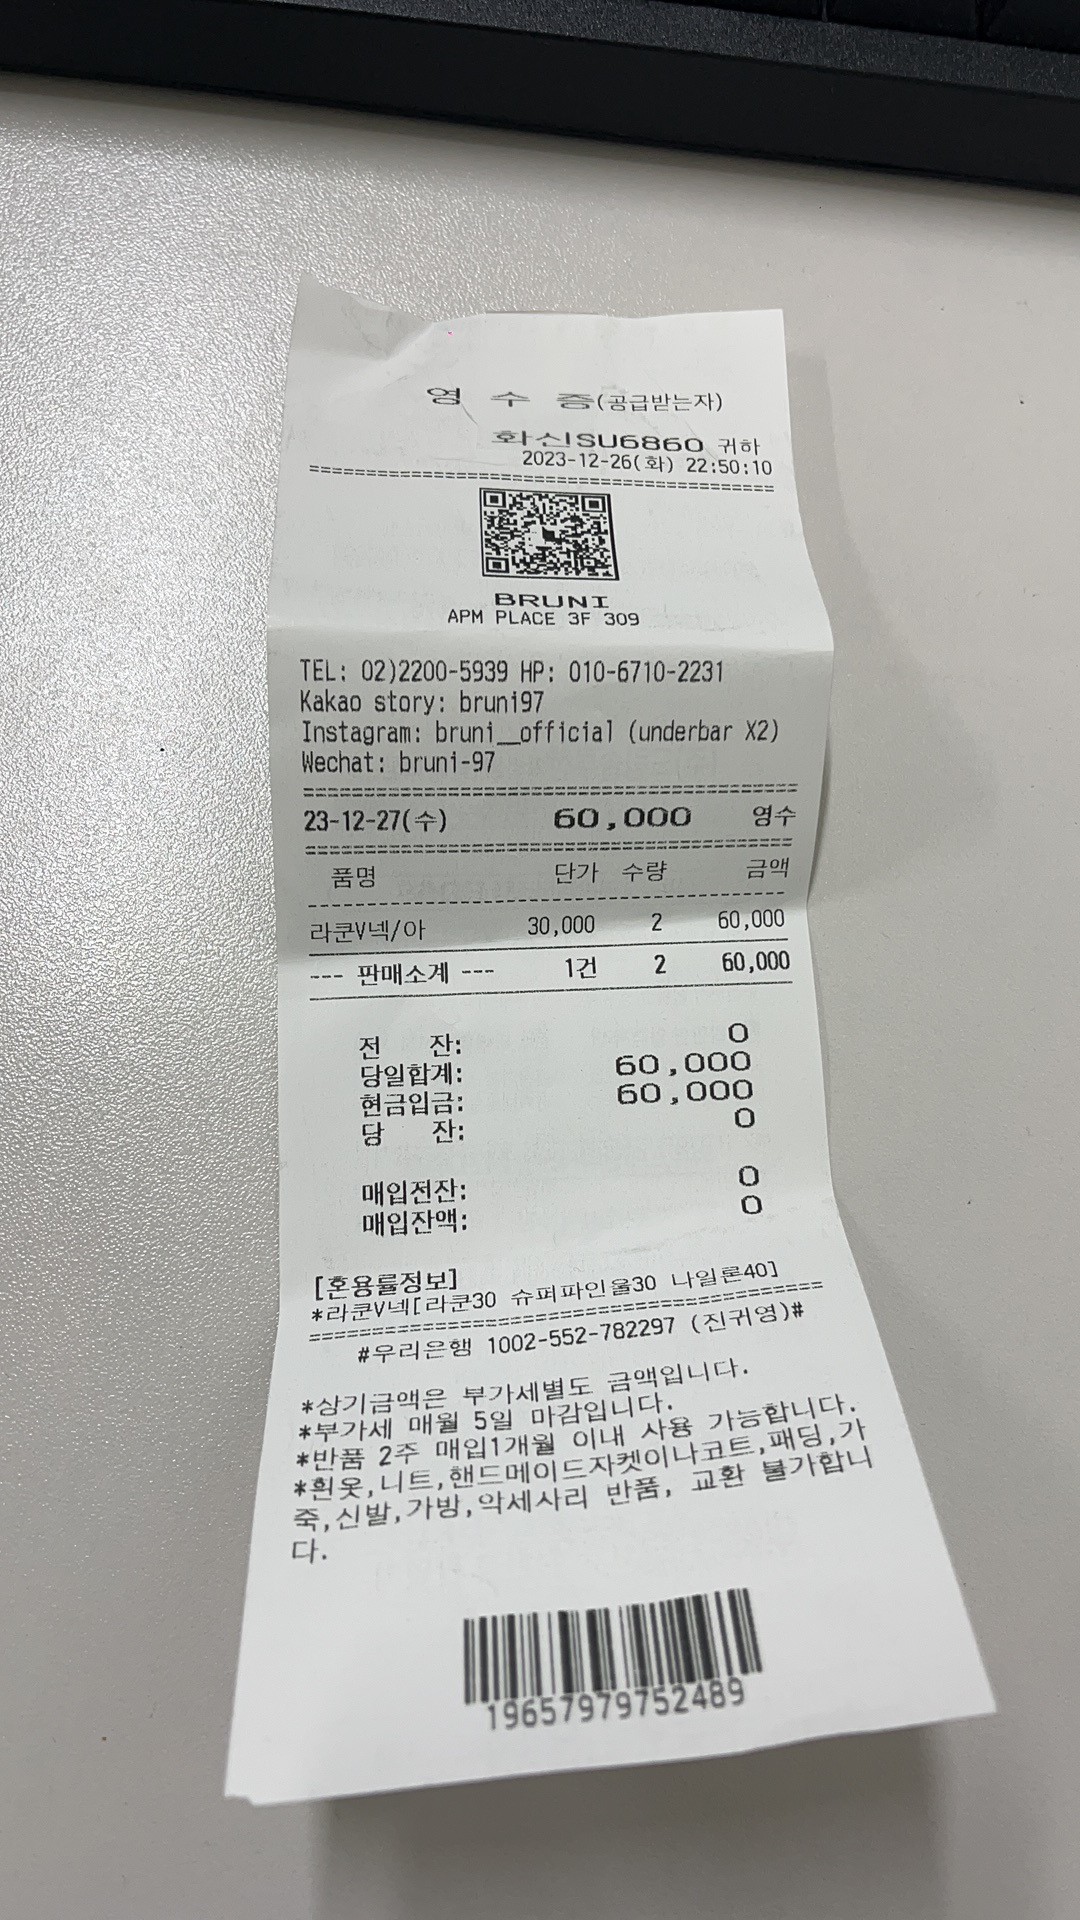 영 수 증(공급받는자)
화신ISU6860 귀하
2023-12-26(화) 22:50:10
================================================
BRUNI
APM PLACE 3F 309
TEL: 02)2200-5939 HP: 010-6710-2231
Kakao story: bruni97
Instagram: bruni__official (underbar X2)
Wechat: bruni-97
================================================
23-12-27(수) 60,000 영수
================================================
품명 단가 수량 금액
------------------------------------------------
라쿤V넥/아 30,000 2 60,000
--- 판매소계 --- 1건 2 60,000
전 잔: 0
당일합계: 60,000
현금입금: 60,000
당 잔: 0
매입전잔: 0
매입잔액: 0
[혼용률정보]
*라쿤V넥[라쿤30 슈퍼파인울30 나일론40]
================================================
#우리은행 1002-552-782297 (진귀영)#
*상기금액은 부가세별도 금액입니다.
*부가세 매월 5일 마감입니다.
*반품 2주 매입1개월 이내 사용 가능합니다.
*흰옷,니트,핸드메이드자켓이나코트,패딩,가
죽,신발,가방,악세사리 반품, 교환 불가합니
다.
19657979752489